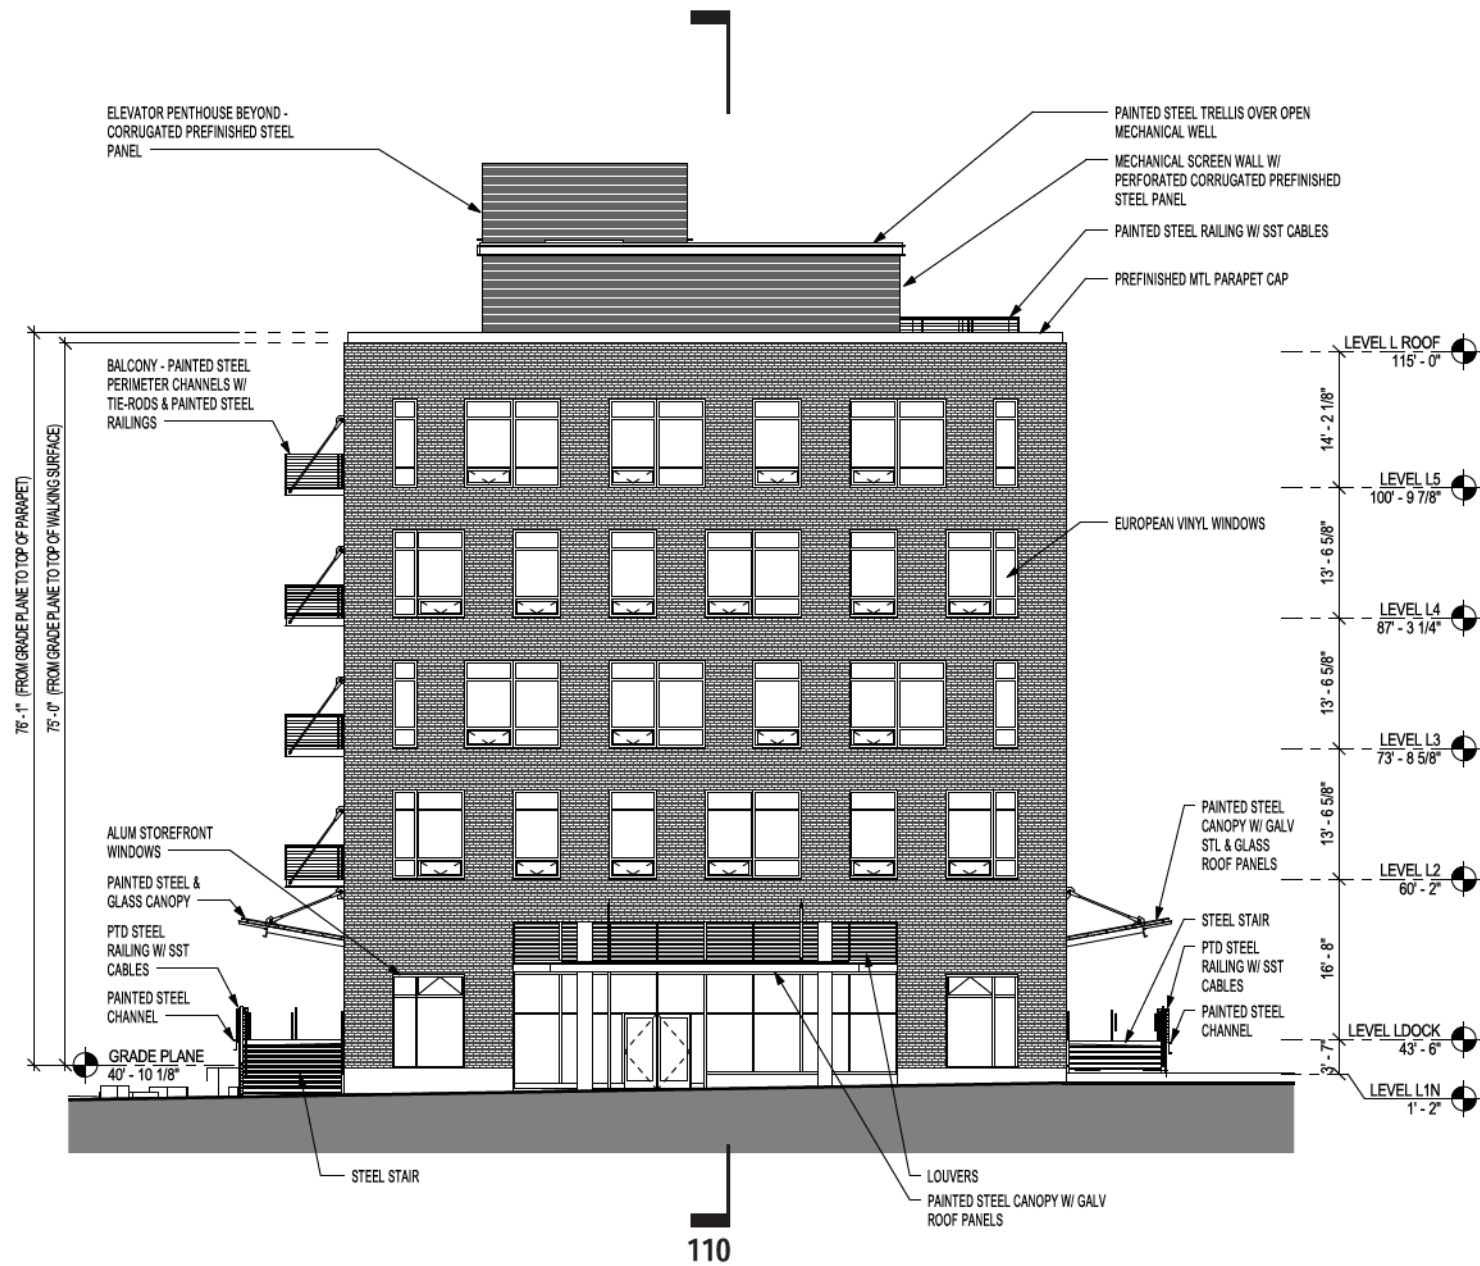 ELEVATOR PENTHOUSE BEYOND -
CORRUGATED PREFINISHED STEEL
PANEL
PAINTED STEEL TRELLIS OVER OPEN
MECHANICAL WELL
MECHANICAL SCREEN WALL W/
PERFORATED CORRUGATED PREFINISHED
STEEL PANEL
PAINTED STEEL RAILING W/ SST CABLES
PREFINISHED MTL PARAPET CAP
76'-1" (FROM GRADE PLANE TO TOP OF PARAPET)
75'-0" (FROM GRADE PLANE TO TOP OF WALKING SURFACE)
BALCONY - PAINTED STEEL
PERIMETER CHANNELS W/
TIE-RODS & PAINTED STEEL
RAILINGS
LEVEL L ROOF
115' - 0"
14' - 2 1/8"
LEVEL L5
100' - 9 7/8"
EUROPEAN VINYL WINDOWS
13' - 6 5/8"
LEVEL L4
87' - 3 1/4"
13' - 6 5/8"
LEVEL L3
73' - 8 5/8"
13' - 6 5/8"
LEVEL L2
60' - 2"
16' - 8"
LEVEL LDOCK
43' - 6"
3' - 7"
LEVEL L1N
1' - 2"
ALUM STOREFRONT
WINDOWS
PAINTED STEEL &
GLASS CANOPY
PTD STEEL
RAILING W/ SST
CABLES
PAINTED STEEL
CHANNEL
GRADE PLANE
40' - 10 1/8"
PAINTED STEEL
CANOPY W/ GALV
STL & GLASS
ROOF PANELS
STEEL STAIR
PTD STEEL
RAILING W/ SST
CABLES
PAINTED STEEL
CHANNEL
STEEL STAIR
LOUVERS
PAINTED STEEL CANOPY W/ GALV
ROOF PANELS
110